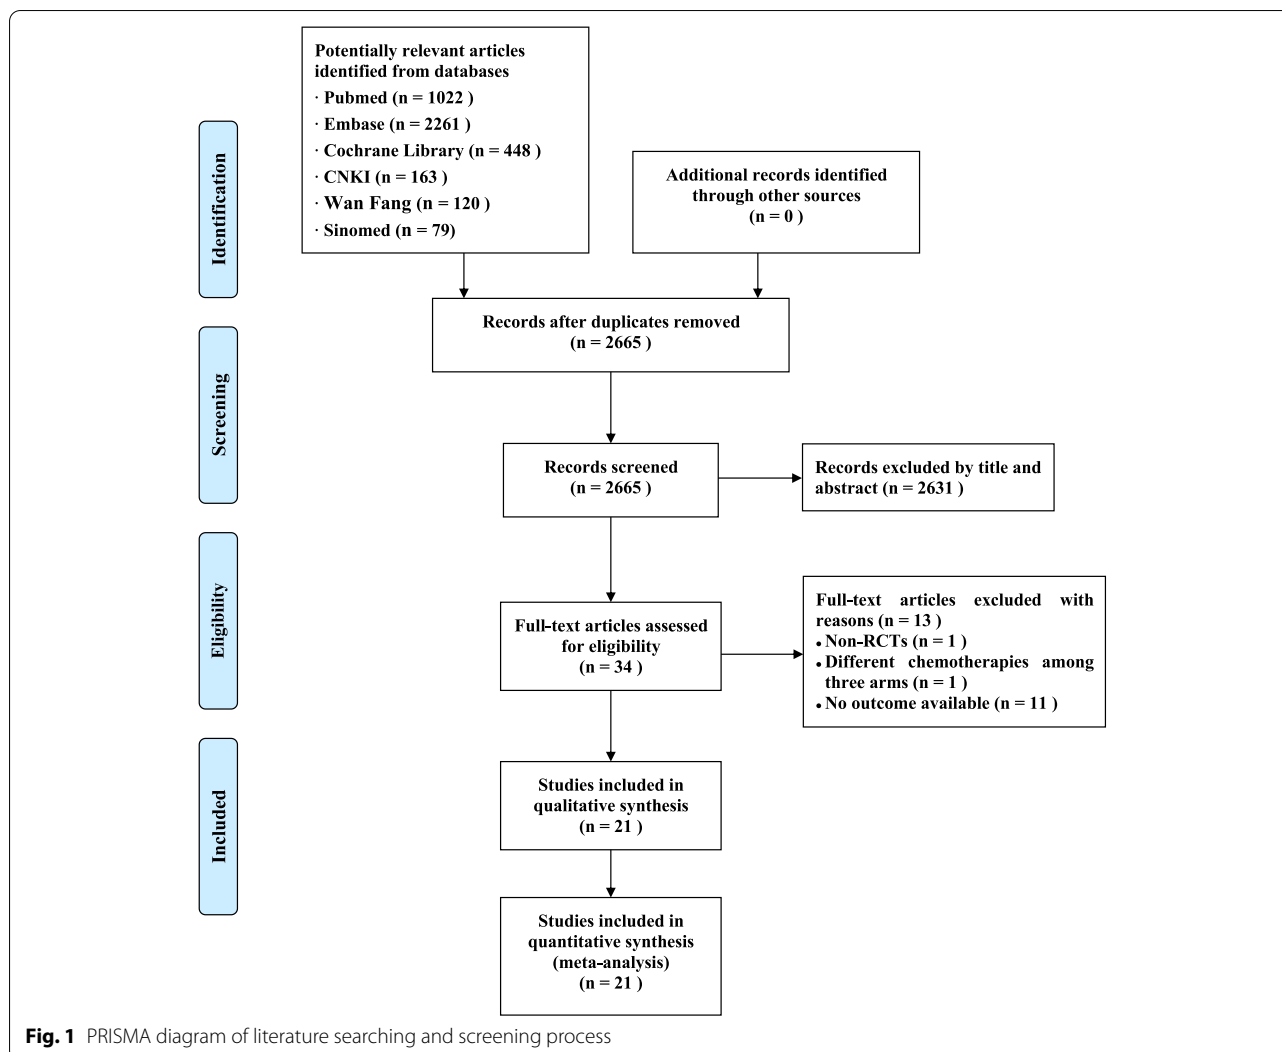 Potentially relevant articles
identified from databases
· Pubmed (n = 1022 )
· Embase (n = 2261 )
· Cochrane Library (n = 448 )
· CNKI (n = 163 )
· Wan Fang (n = 120 )
· Sinomed (n = 79)
Additional records identified
through other sources
(n = 0 )
Identification
Records after duplicates removed
(n = 2665 )
Screening
Records screened
(n = 2665 )
Records excluded by title and
abstract (n = 2631 )
Eligibility
Full-text articles assessed
for eligibility
(n = 34 )
Full-text articles excluded with
reasons (n = 13 )
• Non-RCTs (n = 1 )
• Different chemotherapies among
three arms (n = 1 )
• No outcome available (n = 11 )
Included
Studies included in
qualitative synthesis
(n = 21 )
Studies included in
quantitative synthesis
(meta-analysis)
(n = 21 )
Fig. 1 PRISMA diagram of literature searching and screening process